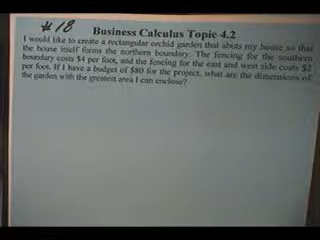 #18
Business Calculus Topic 4.2
I would like to create a rectangular orchid garden that abuts my house so that
the house itself forms the northern boundary. The fencing for the southern
boundary costs $4 per foot, and the fencing for the east and west side costs $2
per foot. If I have a budget of $80 for the project, what are the dimensions of
the garden with the greatest area I can enclose?